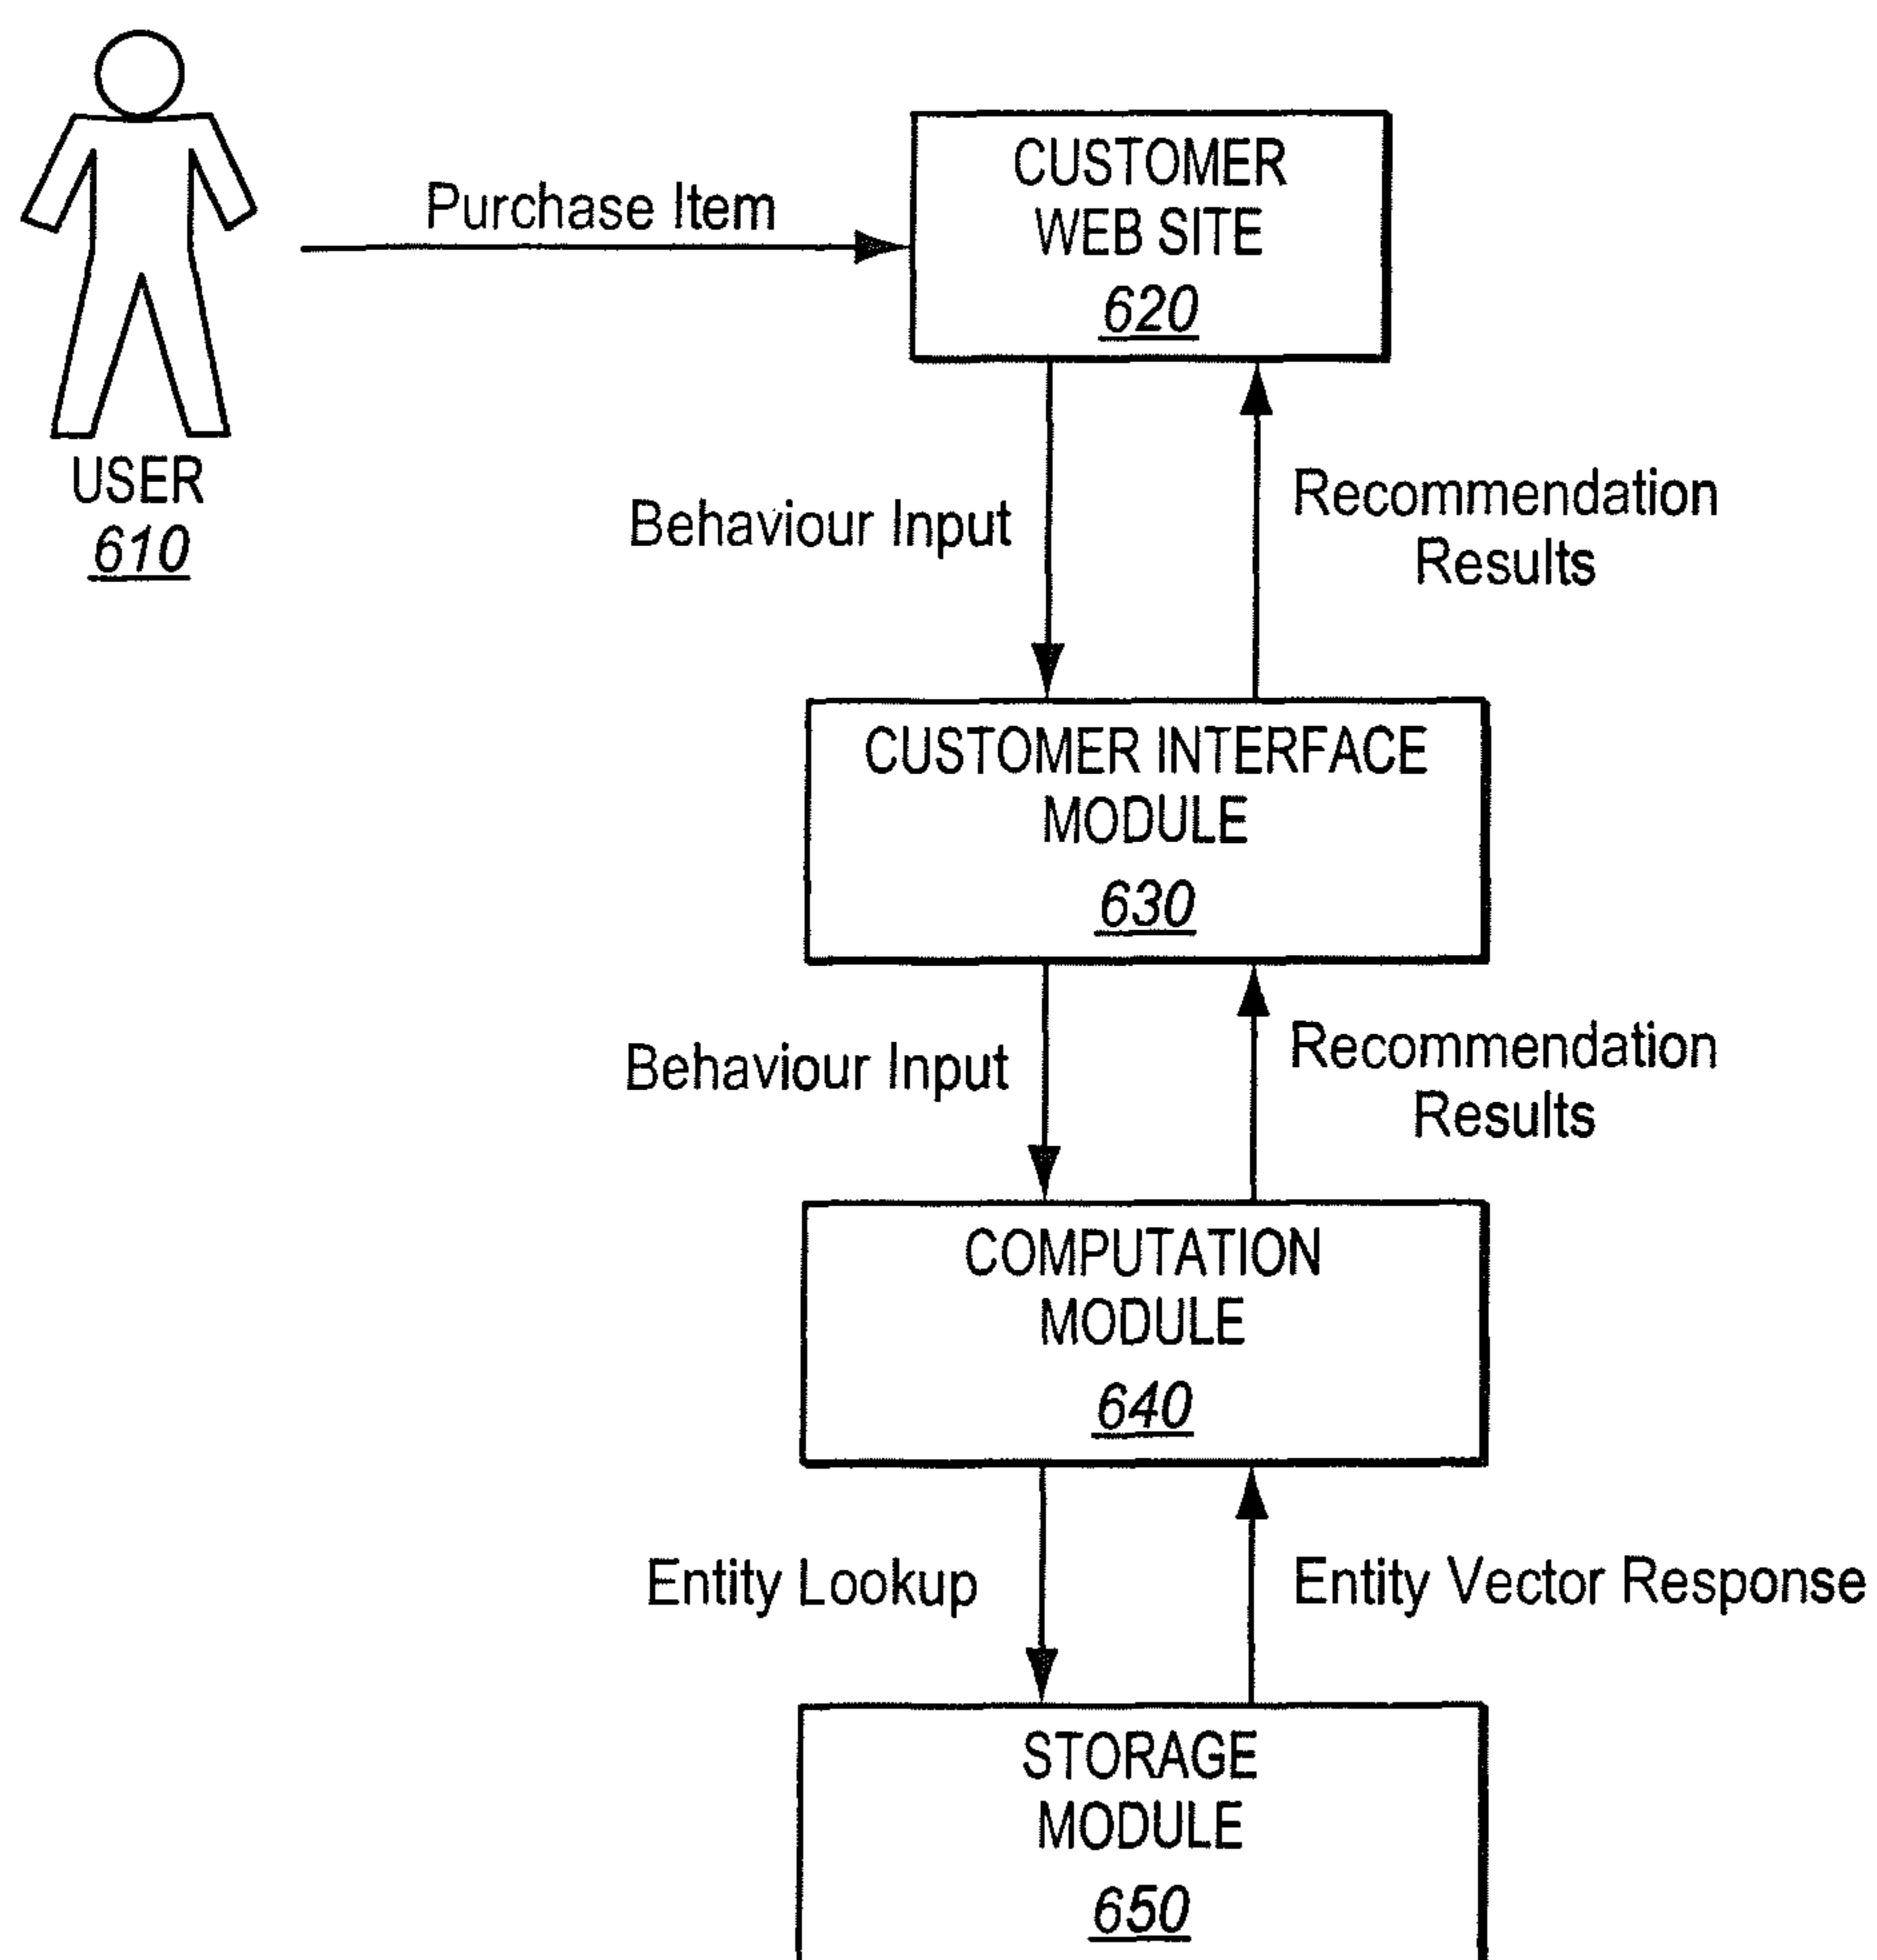 CUSTOMER
WEB SITE
620
Purchase Item
USER
610
Behaviour Input
Recommendation
Results
CUSTOMER INTERFACE
MODULE
630
Behaviour Input
Recommendation
Results
COMPUTATION
MODULE
640
Entity Lookup
Entity Vector Response
STORAGE
MODULE
650